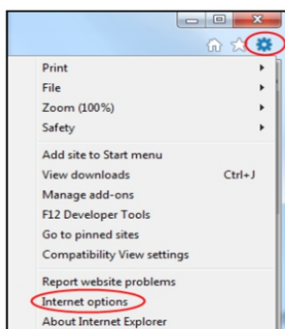 Print
File
Zoom (100%)
Safety
Add site to Start menu
View downloads Ctrl+J
Manage add-ons
F12 Developer Tools
Go to pinned sites
Compatibility View settings
Report website problems
Internet options
About Internet Explorer